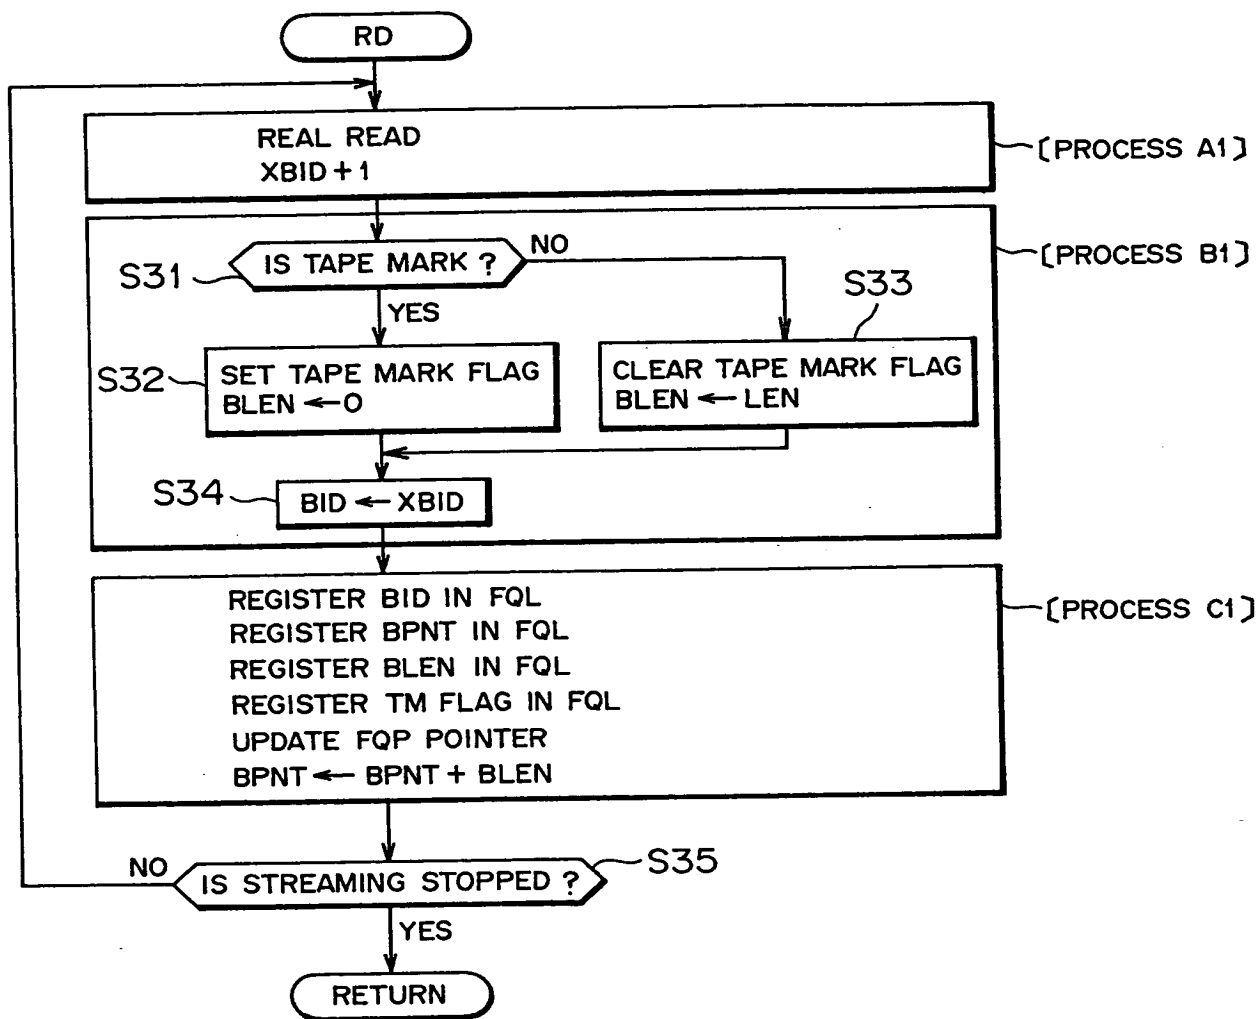 RD
REAL READ
XBID + 1
[PROCESS A1]
[PROCESS B1]
S31
IS TAPE MARK ?
NO
YES
S33
S32
SET TAPE MARK FLAG
BLEN ← 0
CLEAR TAPE MARK FLAG
BLEN ← LEN
S34
BID ← XBID
REGISTER BID IN FQL
REGISTER BPNT IN FQL
REGISTER BLEN IN FQL
REGISTER TM FLAG IN FQL
UPDATE FQP POINTER
BPNT ← BPNT + BLEN
[PROCESS C1]
NO
IS STREAMING STOPPED ?
S35
YES
RETURN